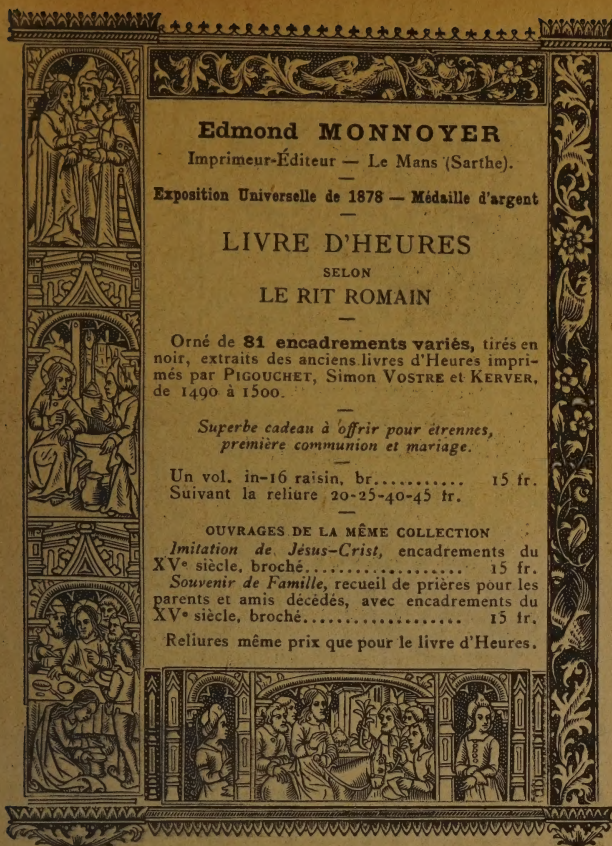 Edmond MONNOYER
Imprimeur-Éditeur — Le Mans (Sarthe).
Exposition Universelle de 1878 — Médaille d'argent
LIVRE D'HEURES
SELON
LE RIT ROMAIN
Orné de 81 encadrements variés, tirés en
noir, extraits des anciens livres d'Heures impri-
més par PIGOUCHET, Simon VOSTRE et KERVER,
de 1490 à 1500.
Superbe cadeau à offrir pour étrennes,
première communion et mariage.
Un vol. in-16 raisin, br........... 15 fr.
Suivant la reliure 20-25-40-45 fr.
OUVRAGES DE LA MÊME COLLECTION
Imitation de Jésus-Crist, encadrements du
XVe siècle, broché................... 15 fr.
Souvenir de Famille, recueil de prières pour les
parents et amis décédés, avec encadrements du
XVe siècle, broché................... 15 fr.
Reliures même prix que pour le livre d'Heures.